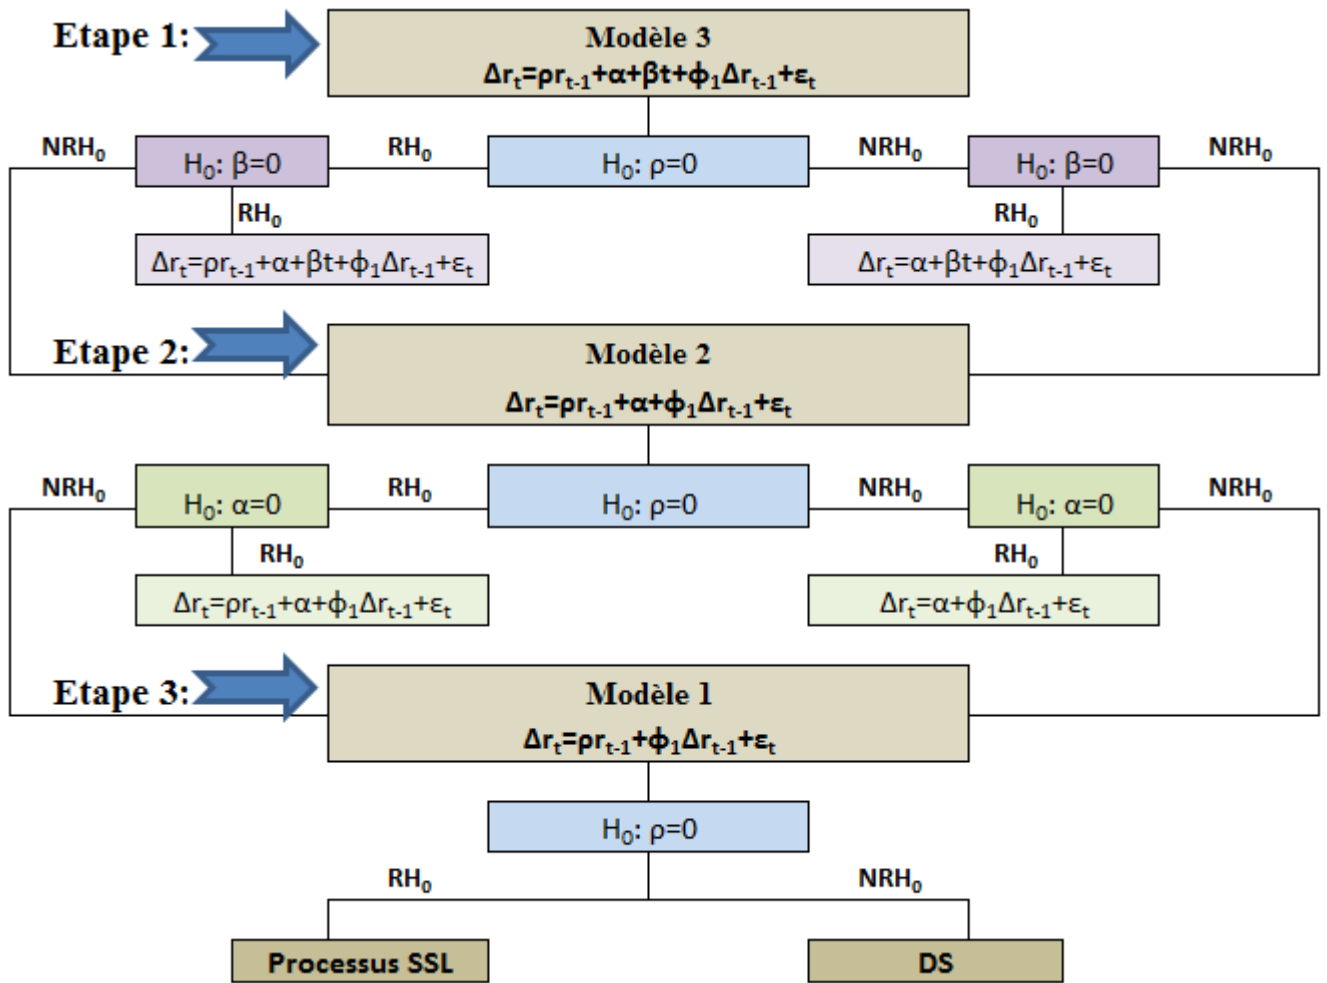 Etape 1:
Modèle 3
Δrₜ=ρrₜ₋₁+α+βt+ϕ₁Δrₜ₋₁+εₜ
NRH₀
H₀: β=0
RH₀
H₀: ρ=0
NRH₀
H₀: β=0
NRH₀
RH₀
RH₀
Δrₜ=ρrₜ₋₁+α+βt+ϕ₁Δrₜ₋₁+εₜ
Δrₜ=α+βt+ϕ₁Δrₜ₋₁+εₜ
Etape 2:
Modèle 2
Δrₜ=ρrₜ₋₁+α+ϕ₁Δrₜ₋₁+εₜ
NRH₀
H₀: α=0
RH₀
H₀: ρ=0
NRH₀
H₀: α=0
NRH₀
RH₀
RH₀
Δrₜ=ρrₜ₋₁+α+ϕ₁Δrₜ₋₁+εₜ
Δrₜ=α+ϕ₁Δrₜ₋₁+εₜ
Etape 3:
Modèle 1
Δrₜ=ρrₜ₋₁+ϕ₁Δrₜ₋₁+εₜ
H₀: ρ=0
RH₀
NRH₀
Processus SSL
DS